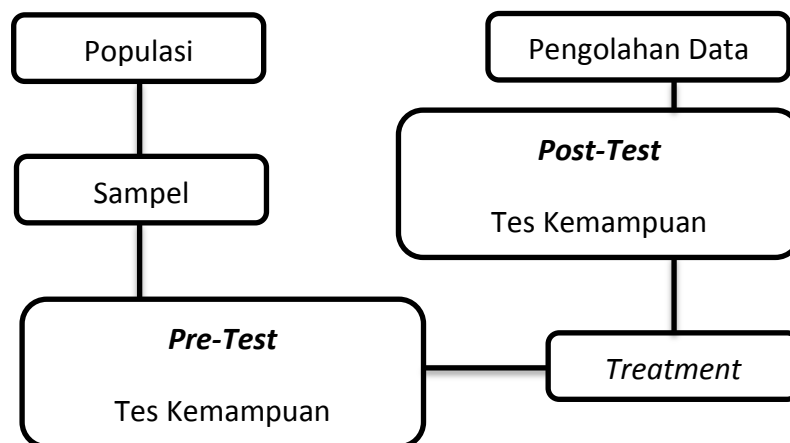 Populasi
Sampel
Pre-Test
Tes Kemampuan
Treatment
Post-Test
Tes Kemampuan
Pengolahan Data